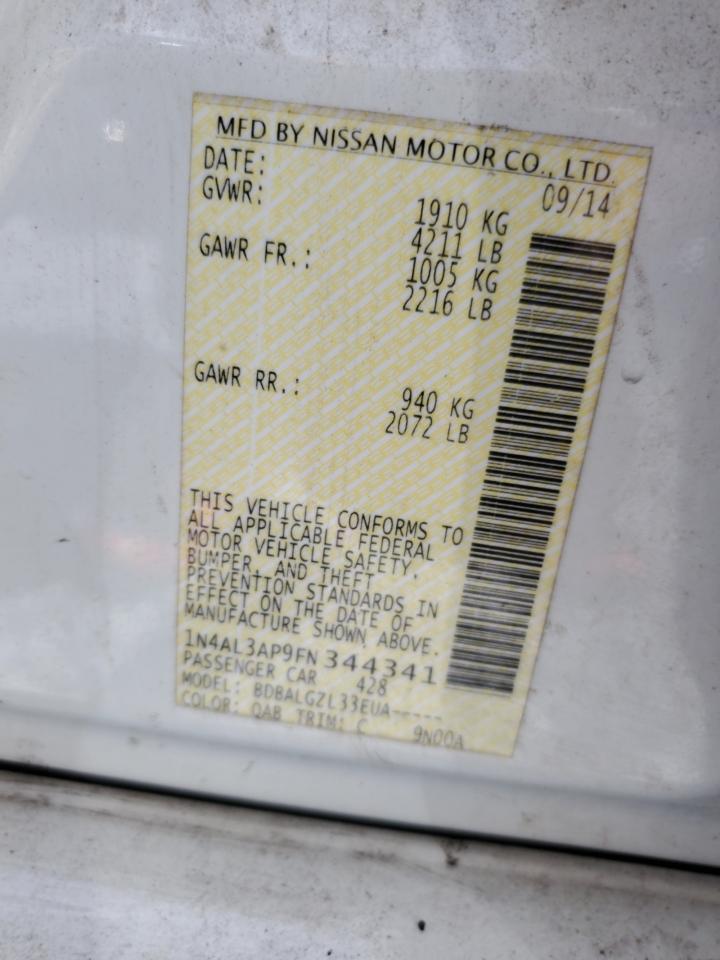 MFD BY NISSAN MOTOR CO., LTD.
DATE: 09/14
GVWR: 1910 KG
4211 LB
GAWR FR.: 1005 KG
2216 LB
GAWR RR.: 940 KG
2072 LB
THIS VEHICLE CONFORMS TO
ALL APPLICABLE FEDERAL
MOTOR VEHICLE SAFETY,
BUMPER, AND THEFT
PREVENTION STANDARDS IN
EFFECT ON THE DATE OF
MANUFACTURE SHOWN ABOVE.
1N4AL3AP9FN344341
PASSENGER CAR 428
MODEL: BDBALGZL33EUA-----
COLOR: QAB TRIM: C 9N00A